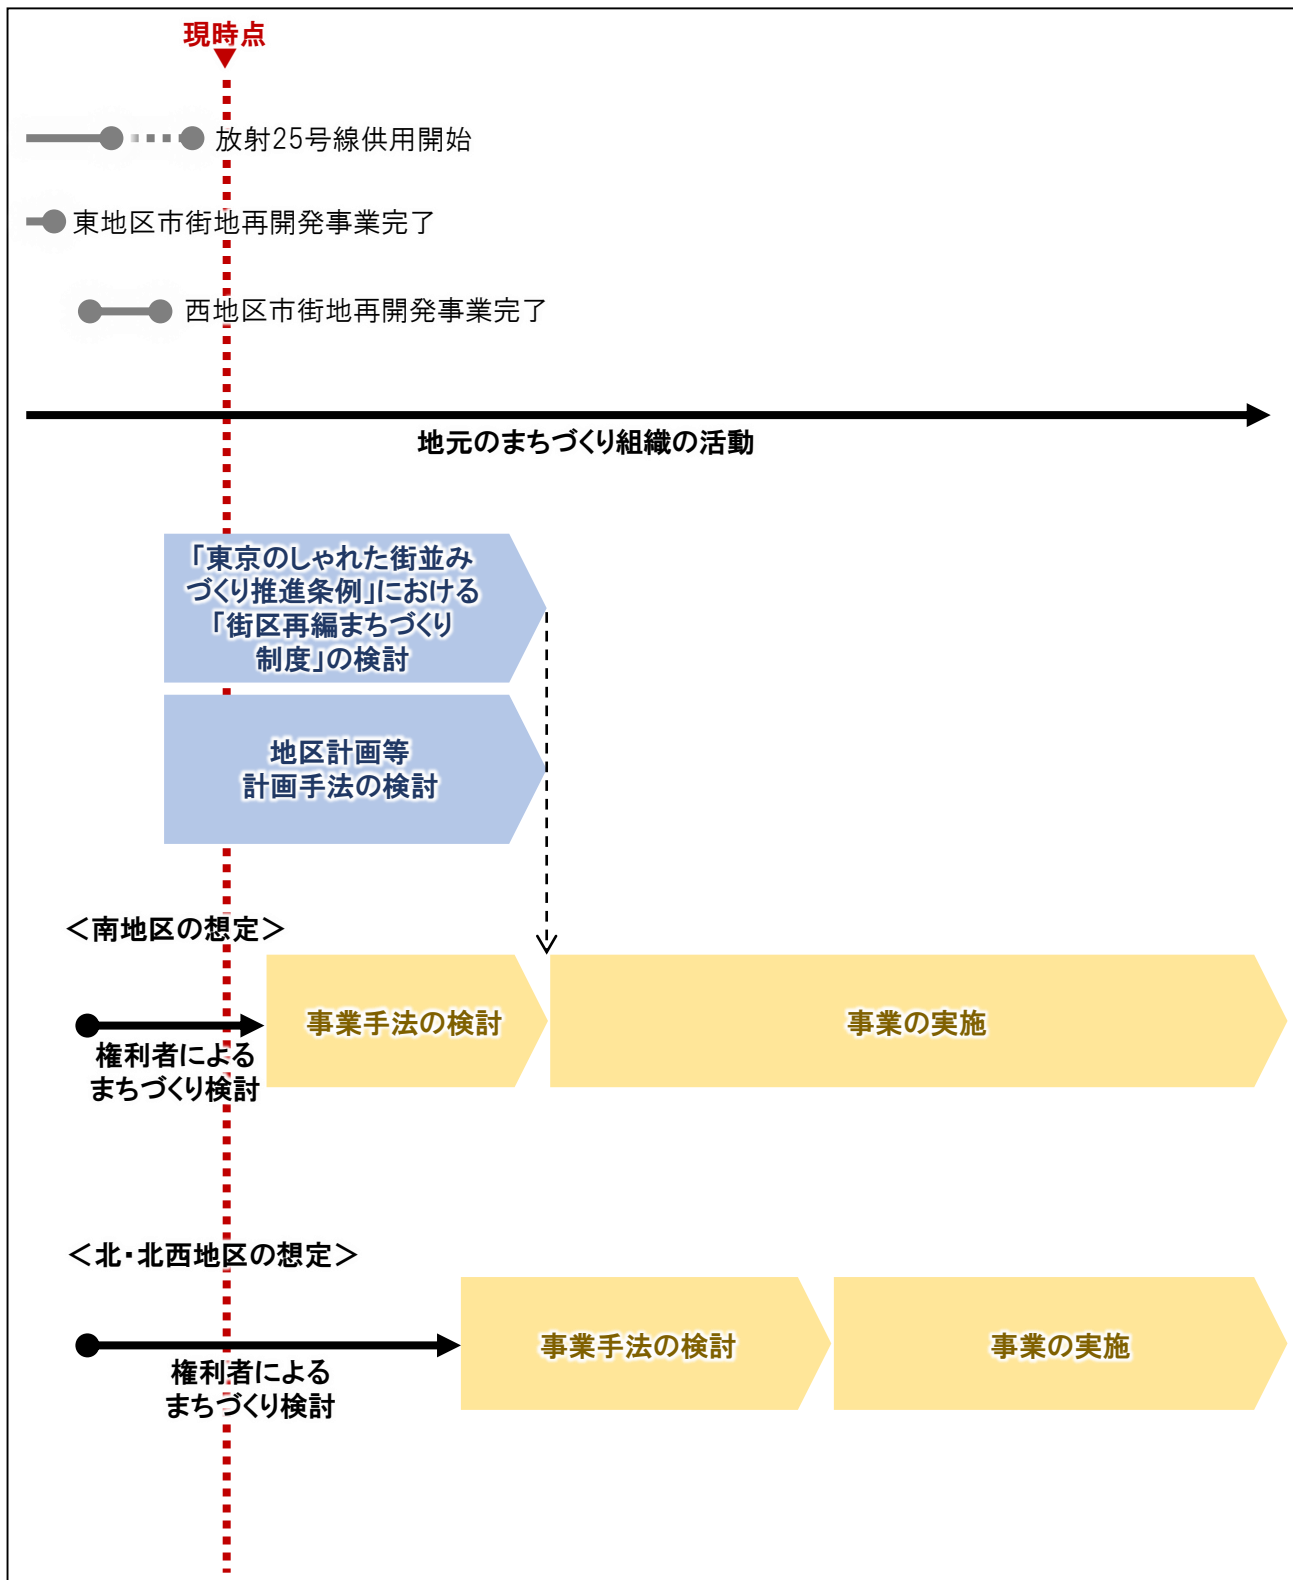 現時点
放射25号線供用開始
東地区市街地再開発事業完了
西地区市街地再開発事業完了
地元のまちづくり組織の活動
「東京のしゃれた街並み
づくり推進条例」における
「街区再編まちづくり
制度」の検討
地区計画等
計画手法の検討
＜南地区の想定＞
事業手法の検討
事業の実施
権利者による
まちづくり検討
＜北・北西地区の想定＞
事業手法の検討
事業の実施
権利者による
まちづくり検討